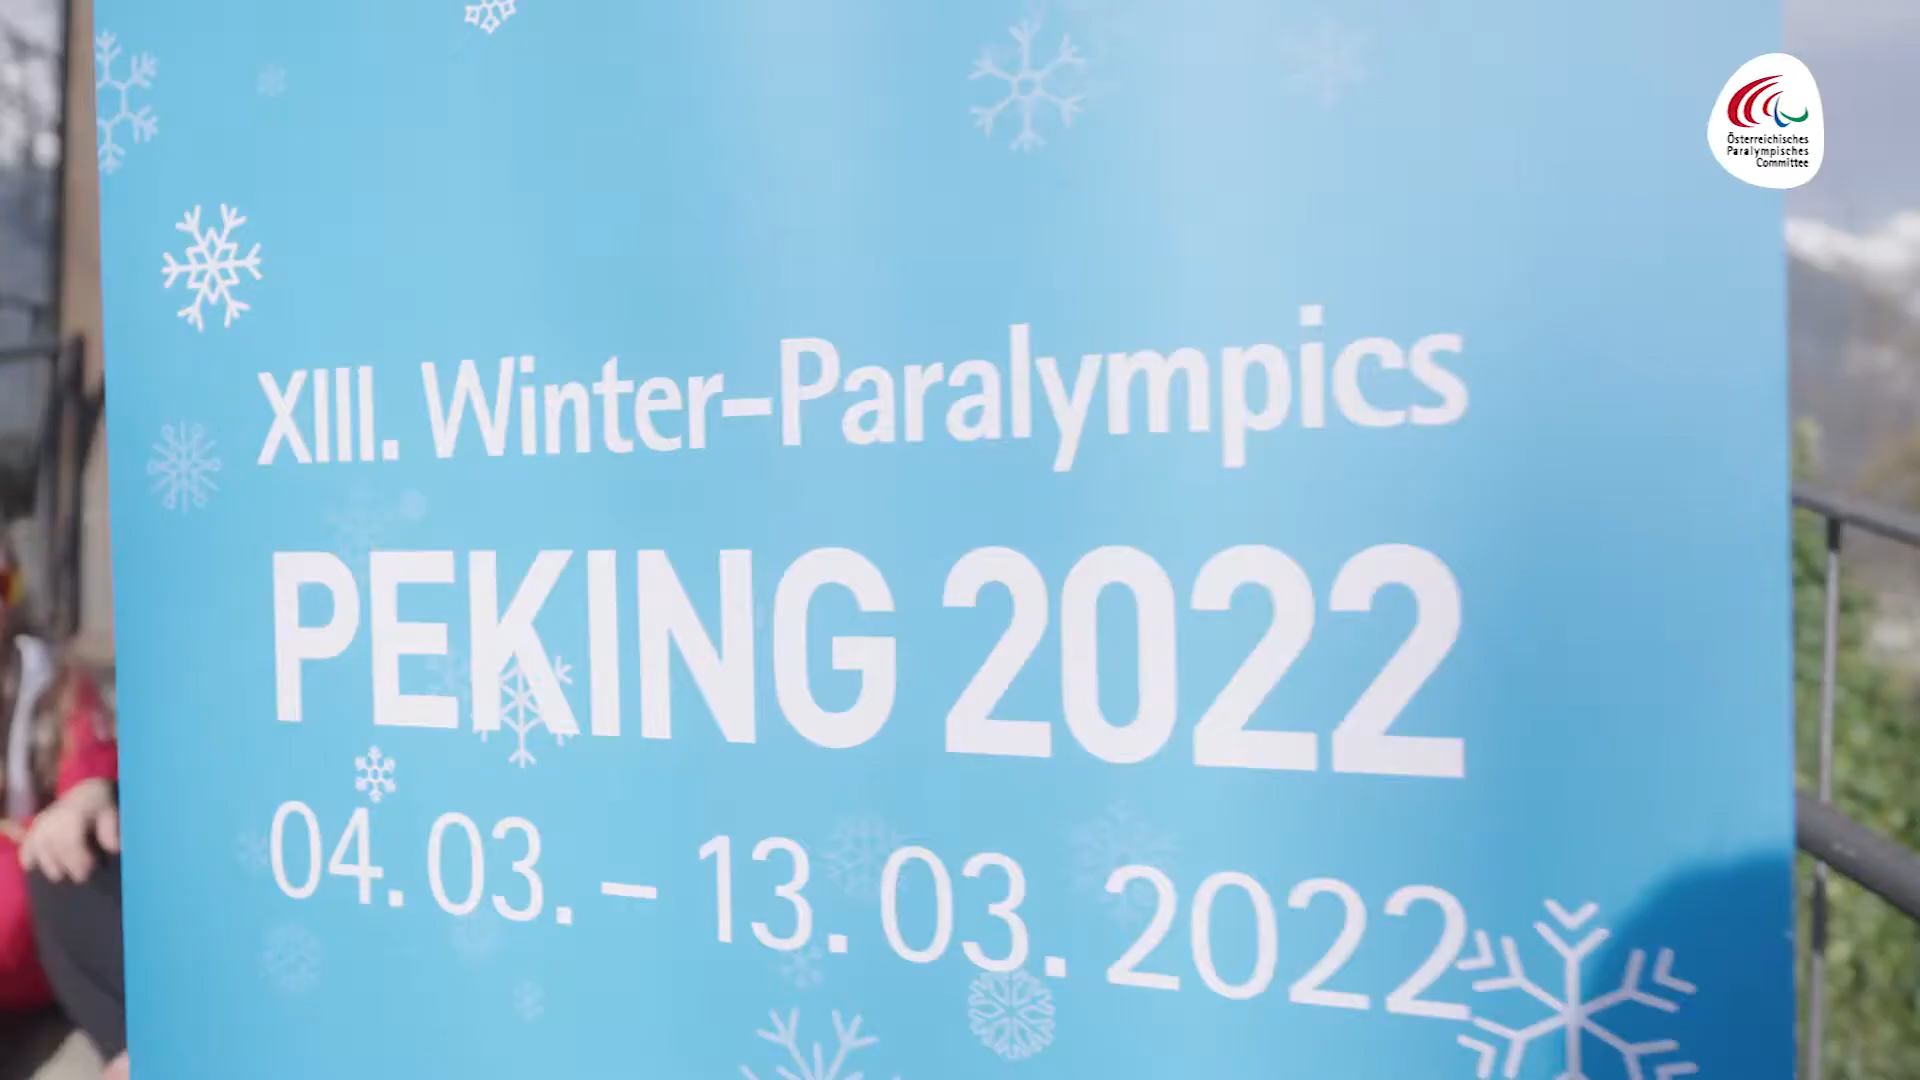 XIII. Winter-Paralympics
PEKING 2022
04. 03. – 13. 03. 2022
Österreichisches
Paralympisches
Committee